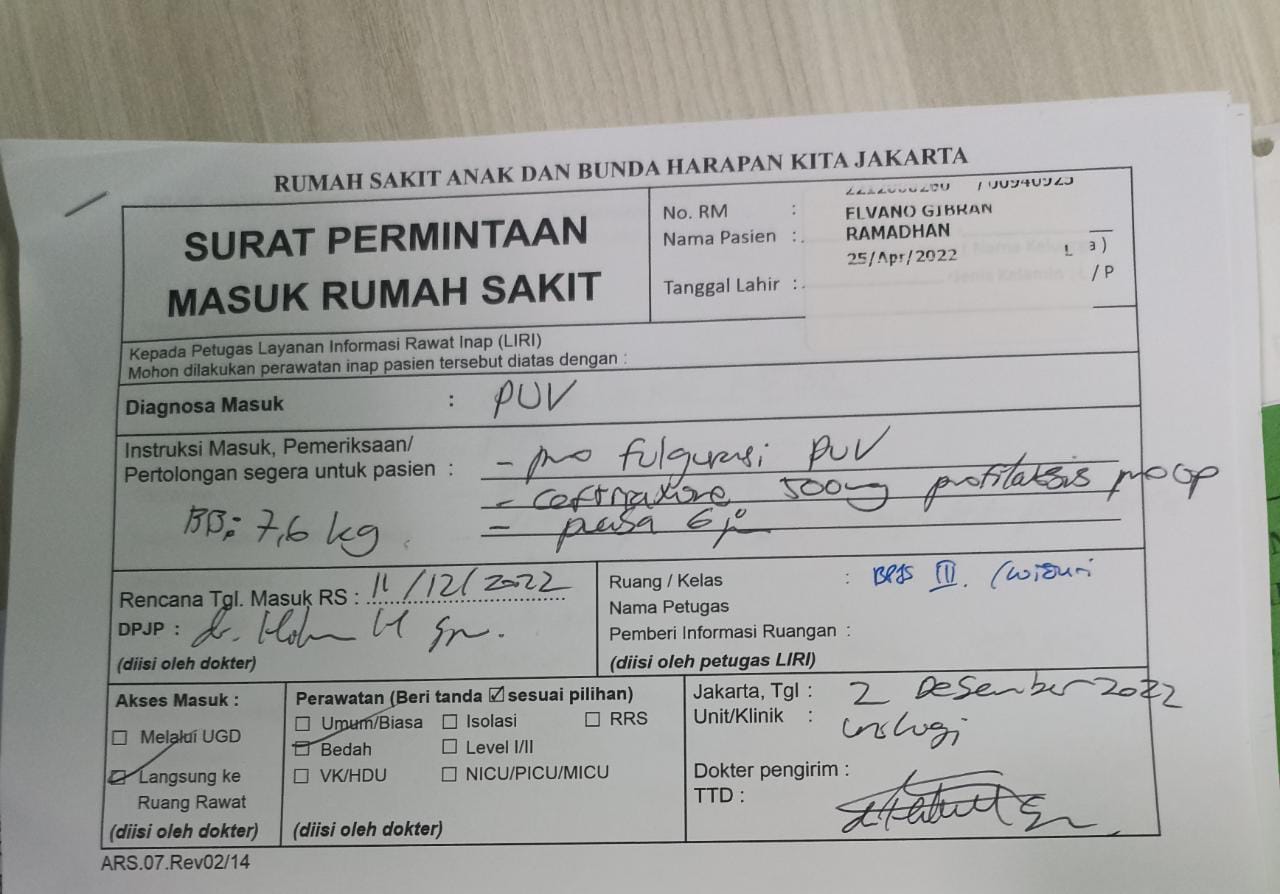 RUMAH SAKIT ANAK DAN BUNDA HARAPAN KITA JAKARTA
SURAT PERMINTAAN
MASUK RUMAH SAKIT
No. RM :
Nama Pasien : ELVANO GIBRAN
RAMADHAN
25/Apr/2022 L a)
/ P
Tanggal Lahir :
Kepada Petugas Layanan Informasi Rawat Inap (LIRI)
Mohon dilakukan perawatan inap pasien tersebut diatas dengan :
Diagnosa Masuk : PUV
Instruksi Masuk, Pemeriksaan/
Pertolongan segera untuk pasien :
- pro fulgurasi PUV
- ceftriaxone 500mg profilaksis preop
- puasa 6 j
BB: 7,6 kg
Rencana Tgl. Masuk RS : 11/12/2022
DPJP : dr.
(diisi oleh dokter)
Ruang / Kelas : BPJS III.
Nama Petugas
Pemberi Informasi Ruangan :
(diisi oleh petugas LIRI)
Akses Masuk :
Melalui UGD
Langsung ke
Ruang Rawat
(diisi oleh dokter)
Perawatan (Beri tanda ☑ sesuai pilihan)
☐ Umum/Biasa ☐ Isolasi ☐ RRS
☐ Bedah ☐ Level I/II
☐ VK/HDU ☐ NICU/PICU/MICU
(diisi oleh dokter)
Jakarta, Tgl : 2 Desember 2022
Unit/Klinik : Urologi
Dokter pengirim :
TTD :
ARS.07.Rev02/14